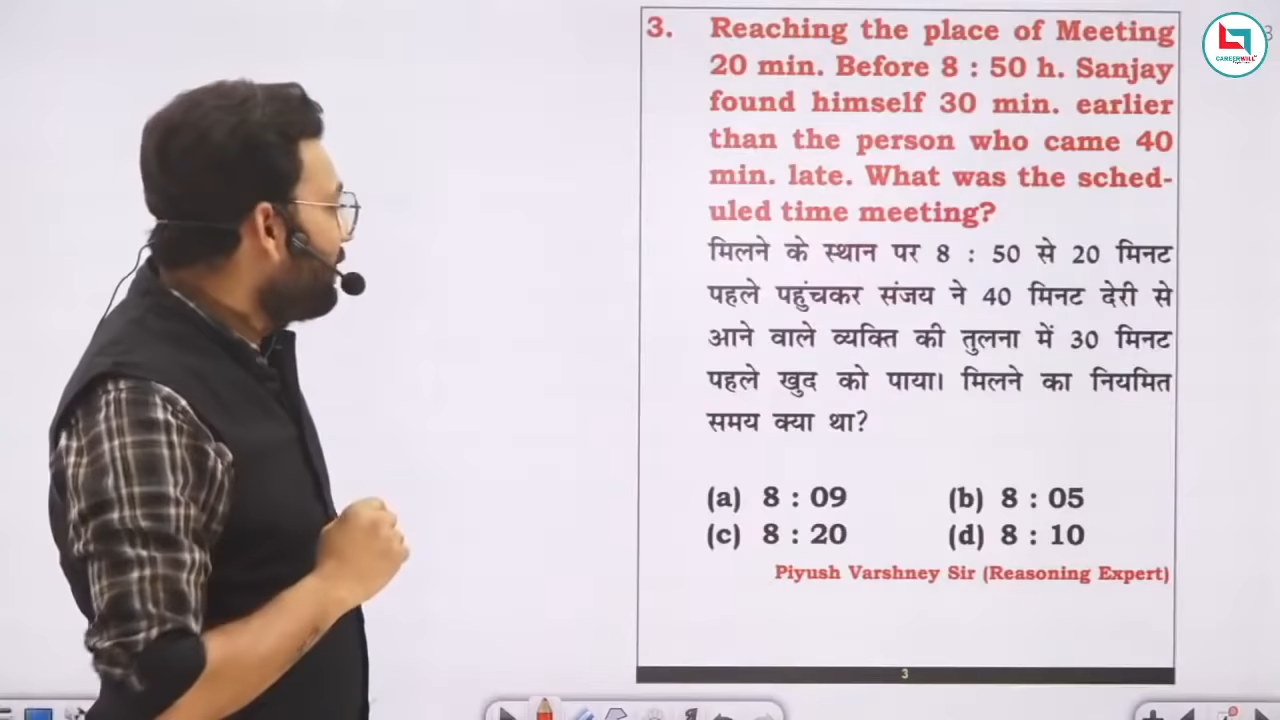 3. Reaching the place of Meeting
20 min. Before 8 : 50 h. Sanjay
found himself 30 min. earlier
than the person who came 40
min. late. What was the sched-
uled time meeting?
मिलने के स्थान पर 8 : 50 से 20 मिनट
पहले पहुंचकर संजय ने 40 मिनट देरी से
आने वाले व्यक्ति की तुलना में 30 मिनट
पहले खुद को पाया। मिलने का नियमित
समय क्या था?
(a) 8 : 09 (b) 8 : 05
(c) 8 : 20 (d) 8 : 10
Piyush Varshney Sir (Reasoning Expert)
3
CAREERWILL
3